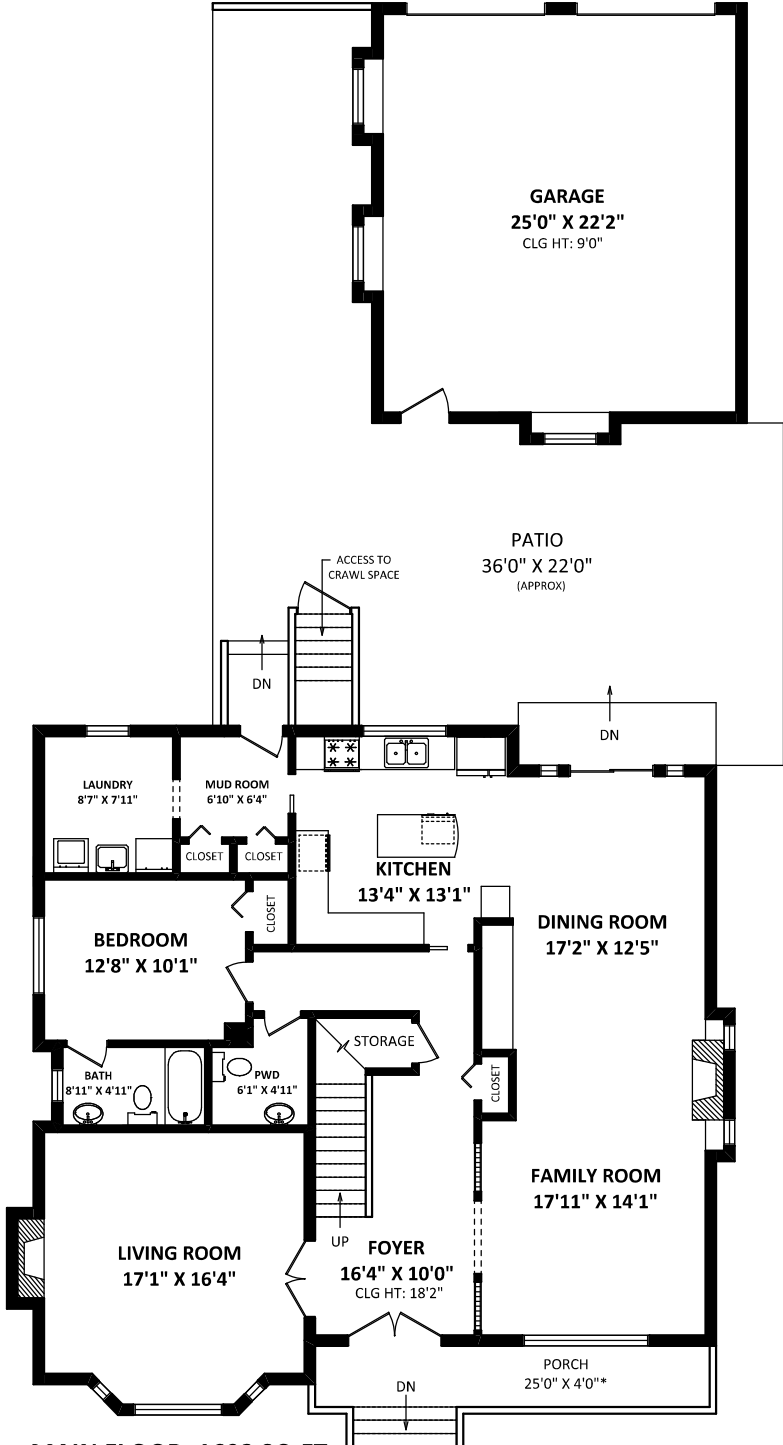 GARAGE
25'0" X 22'2"
CLG HT: 9'0"
PATIO
36'0" X 22'0"
(APPROX)
ACCESS TO
CRAWL SPACE
DN
DN
LAUNDRY
8'7" X 7'11"
MUD ROOM
6'10" X 6'4"
CLOSET
CLOSET
KITCHEN
13'4" X 13'1"
CLOSET
BEDROOM
12'8" X 10'1"
DINING ROOM
17'2" X 12'5"
STORAGE
BATH
8'11" X 4'11"
PWD
6'1" X 4'11"
CLOSET
FAMILY ROOM
17'11" X 14'1"
UP
LIVING ROOM
17'1" X 16'4"
FOYER
16'4" X 10'0"
CLG HT: 18'2"
PORCH
25'0" X 4'0"*
DN
MAIN FLOOR